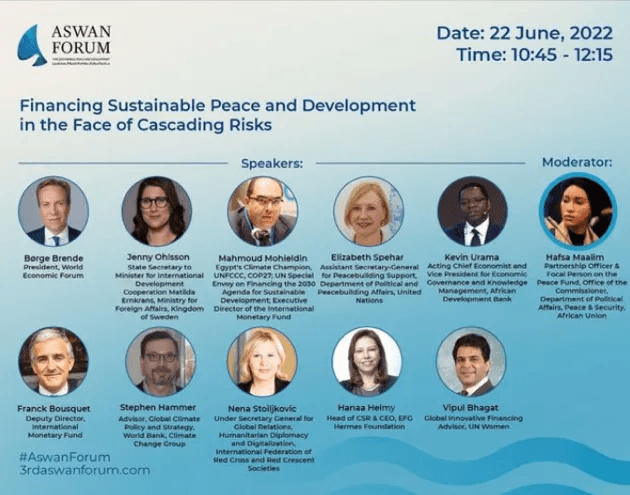 ASWAN
FORUM
Date: 22 June, 2022
Time: 10:45 - 12:15
Financing Sustainable Peace and Development
in the Face of Cascading Risks
Speakers:
Moderator:
Børge Brende
President, World
Economic Forum
Jenny Ohlsson
State Secretary to
Minister for International
Development
Cooperation Matilda
Ernkrans, Ministry for
Foreign Affairs, Kingdom
of Sweden
Mahmoud Mohieldin
Egypt's Climate Champion,
UNFCCC, COP27; UN Special
Envoy on Financing the 2030
Agenda for Sustainable
Development; Executive
Director of the International
Monetary Fund
Elizabeth Spehar
Assistant Secretary-General
for Peacebuilding Support,
Department of Political and
Peacebuilding Affairs, United
Nations
Kevin Urama
Acting Chief Economist and
Vice President for Economic
Governance and Knowledge
Management, African
Development Bank
Hafsa Maalim
Partnership Officer &
Focal Person on the
Peace Fund, Office of the
Commissioner,
Department of Political
Affairs, Peace & Security,
African Union
Franck Bousquet
Deputy Director,
International
Monetary Fund
Stephen Hammer
Advisor, Global Climate
Policy and Strategy,
World Bank, Climate
Change Group
Nena Stoiljkovic
Under Secretary General for
Global Relations,
Humanitarian Diplomacy
and Digitalization,
International Federation of
Red Cross and Red Crescent
Societies
Hanaa Helmy
Head of CSR & CEO, EFG
Hermes Foundation
Vipul Bhagat
Global Innovative Financing
Advisor, UN Women
#AswanForum
3rdaswanforum.com